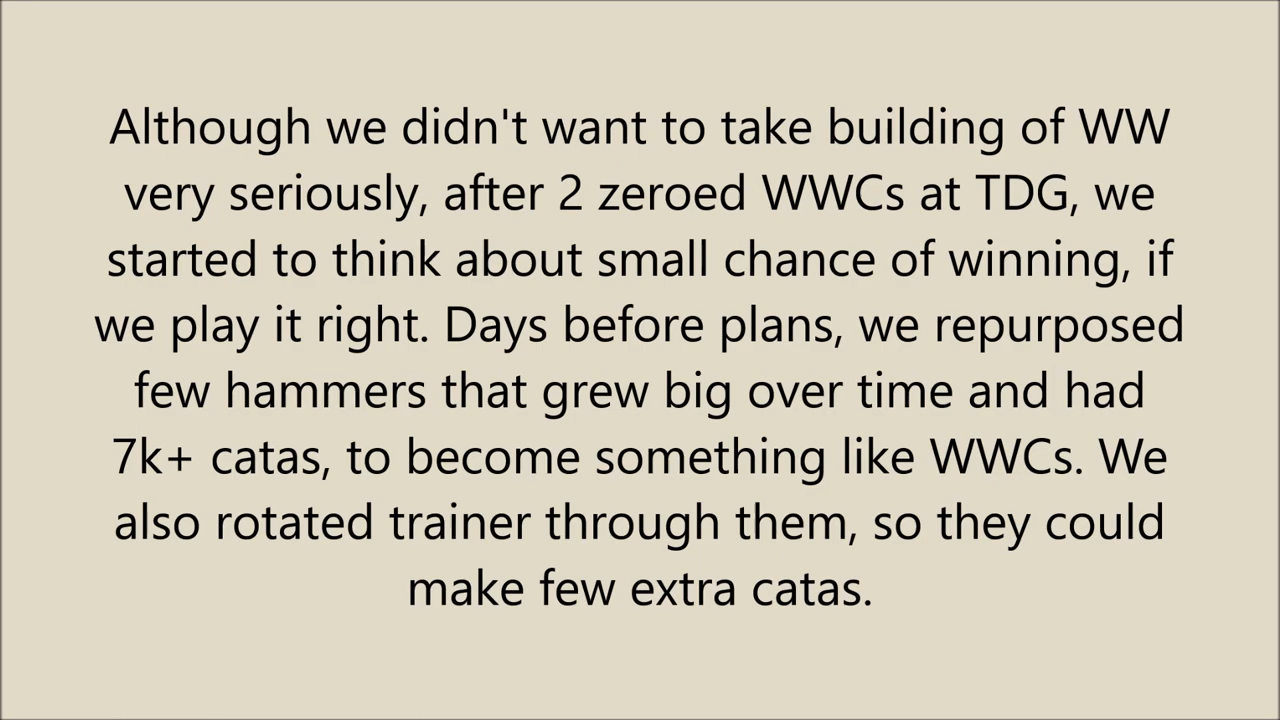 Although we didn't want to take building of WW
very seriously, after 2 zeroed WWCs at TDG, we
started to think about small chance of winning, if
we play it right. Days before plans, we repurposed
few hammers that grew big over time and had
7k+ catas, to become something like WWCs. We
also rotated trainer through them, so they could
make few extra catas.